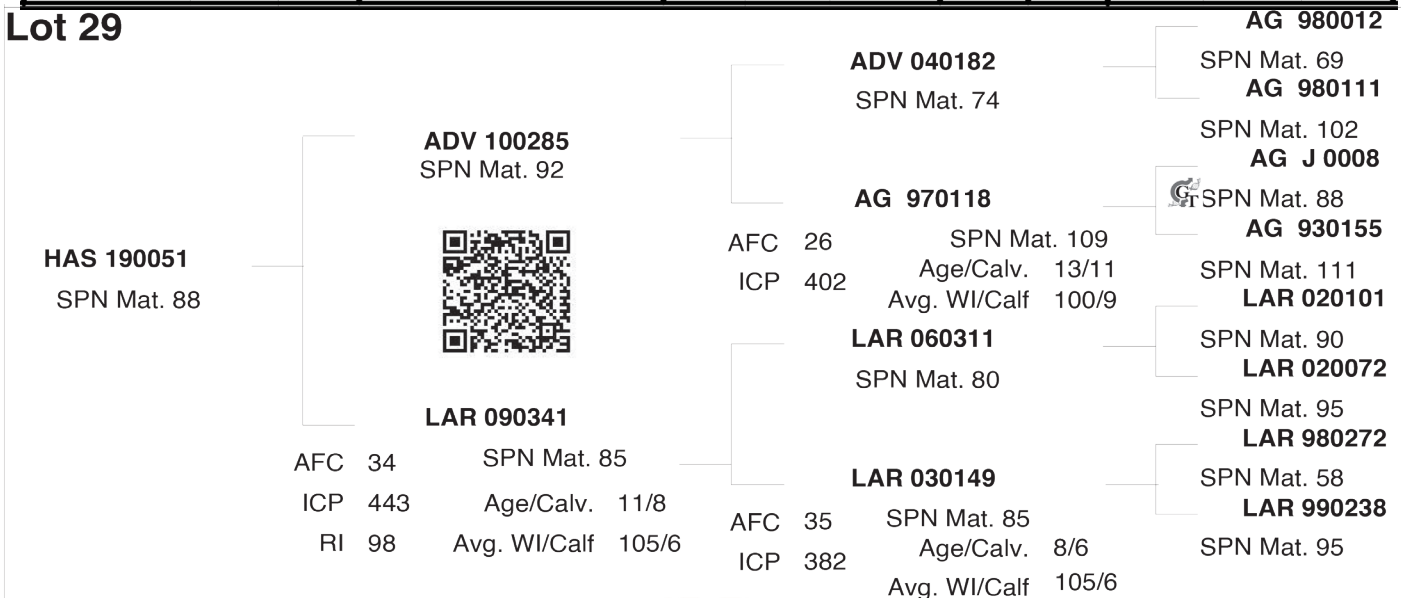 Lot 29
HAS 190051
SPN Mat. 88
ADV 100285
SPN Mat. 92
LAR 090341
AFC 34 SPN Mat. 85
ICP 443 Age/Calv. 11/8
RI 98 Avg. WI/Calf 105/6
ADV 040182
SPN Mat. 74
AG 970118
AFC 26 SPN Mat. 109
ICP 402 Age/Calv. 13/11
Avg. WI/Calf 100/9
LAR 060311
SPN Mat. 80
LAR 030149
AFC 35 SPN Mat. 85
ICP 382 Age/Calv. 8/6
Avg. WI/Calf 105/6
AG 980012
SPN Mat. 69
AG 980111
SPN Mat. 102
AG J 0008
GT SPN Mat. 88
AG 930155
SPN Mat. 111
LAR 020101
SPN Mat. 90
LAR 020072
SPN Mat. 95
LAR 980272
SPN Mat. 58
LAR 990238
SPN Mat. 95